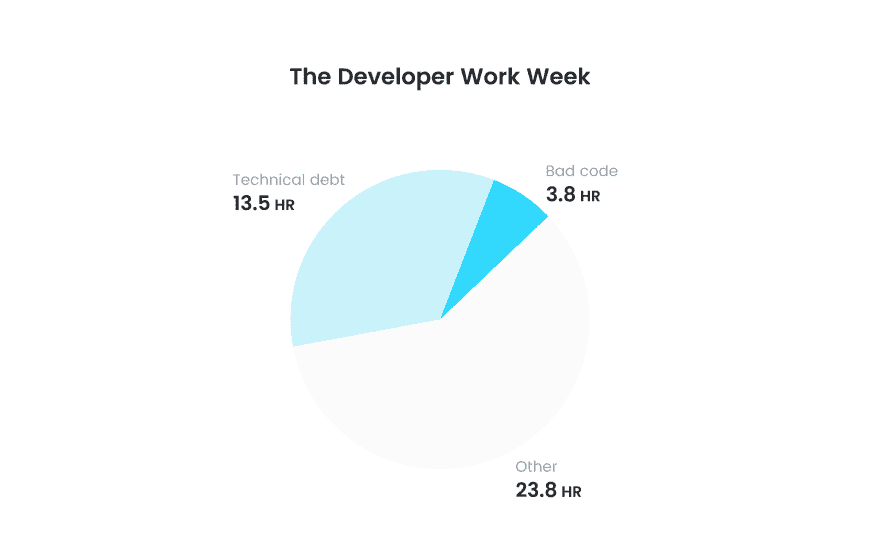 The Developer Work Week
Technical debt
13.5 HR
Bad code
3.8 HR
Other
23.8 HR